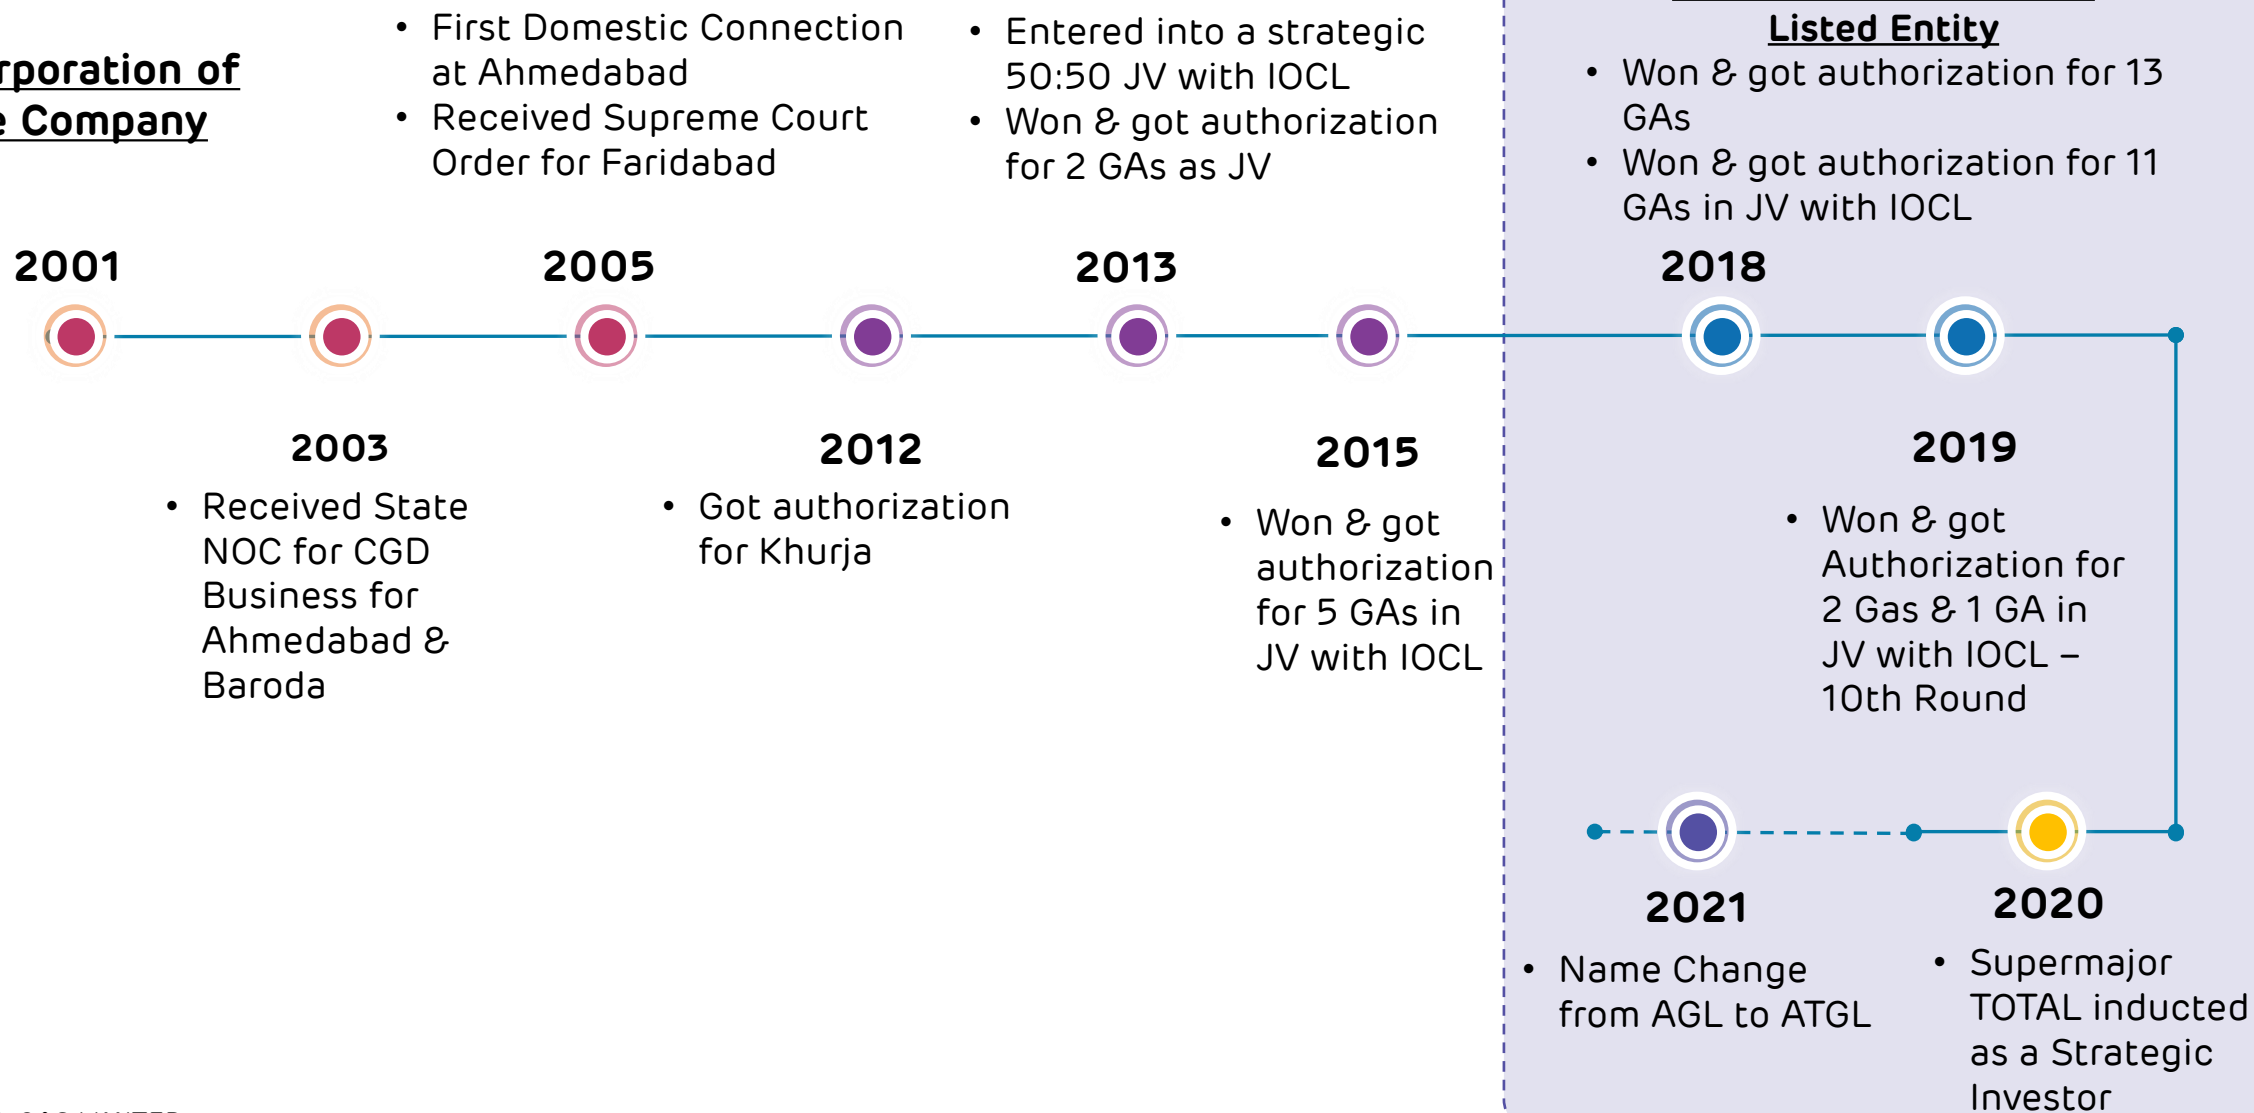 rporation of
Company
• First Domestic Connection
at Ahmedabad
• Received Supreme Court
Order for Faridabad
• Entered into a strategic
50:50 JV with IOCL
• Won & got authorization
for 2 GAs as JV
Listed Entity
• Won & got authorization for 13
GAs
• Won & got authorization for 11
GAs in JV with IOCL
2001
2005
2013
2018
2003
• Received State
NOC for CGD
Business for
Ahmedabad &
Baroda
2012
• Got authorization
for Khurja
2015
• Won & got
authorization
for 5 GAs in
JV with IOCL
2019
• Won & got
Authorization for
2 Gas & 1 GA in
JV with IOCL –
10th Round
2021
• Name Change
from AGL to ATGL
2020
• Supermajor
TOTAL inducted
as a Strategic
Investor